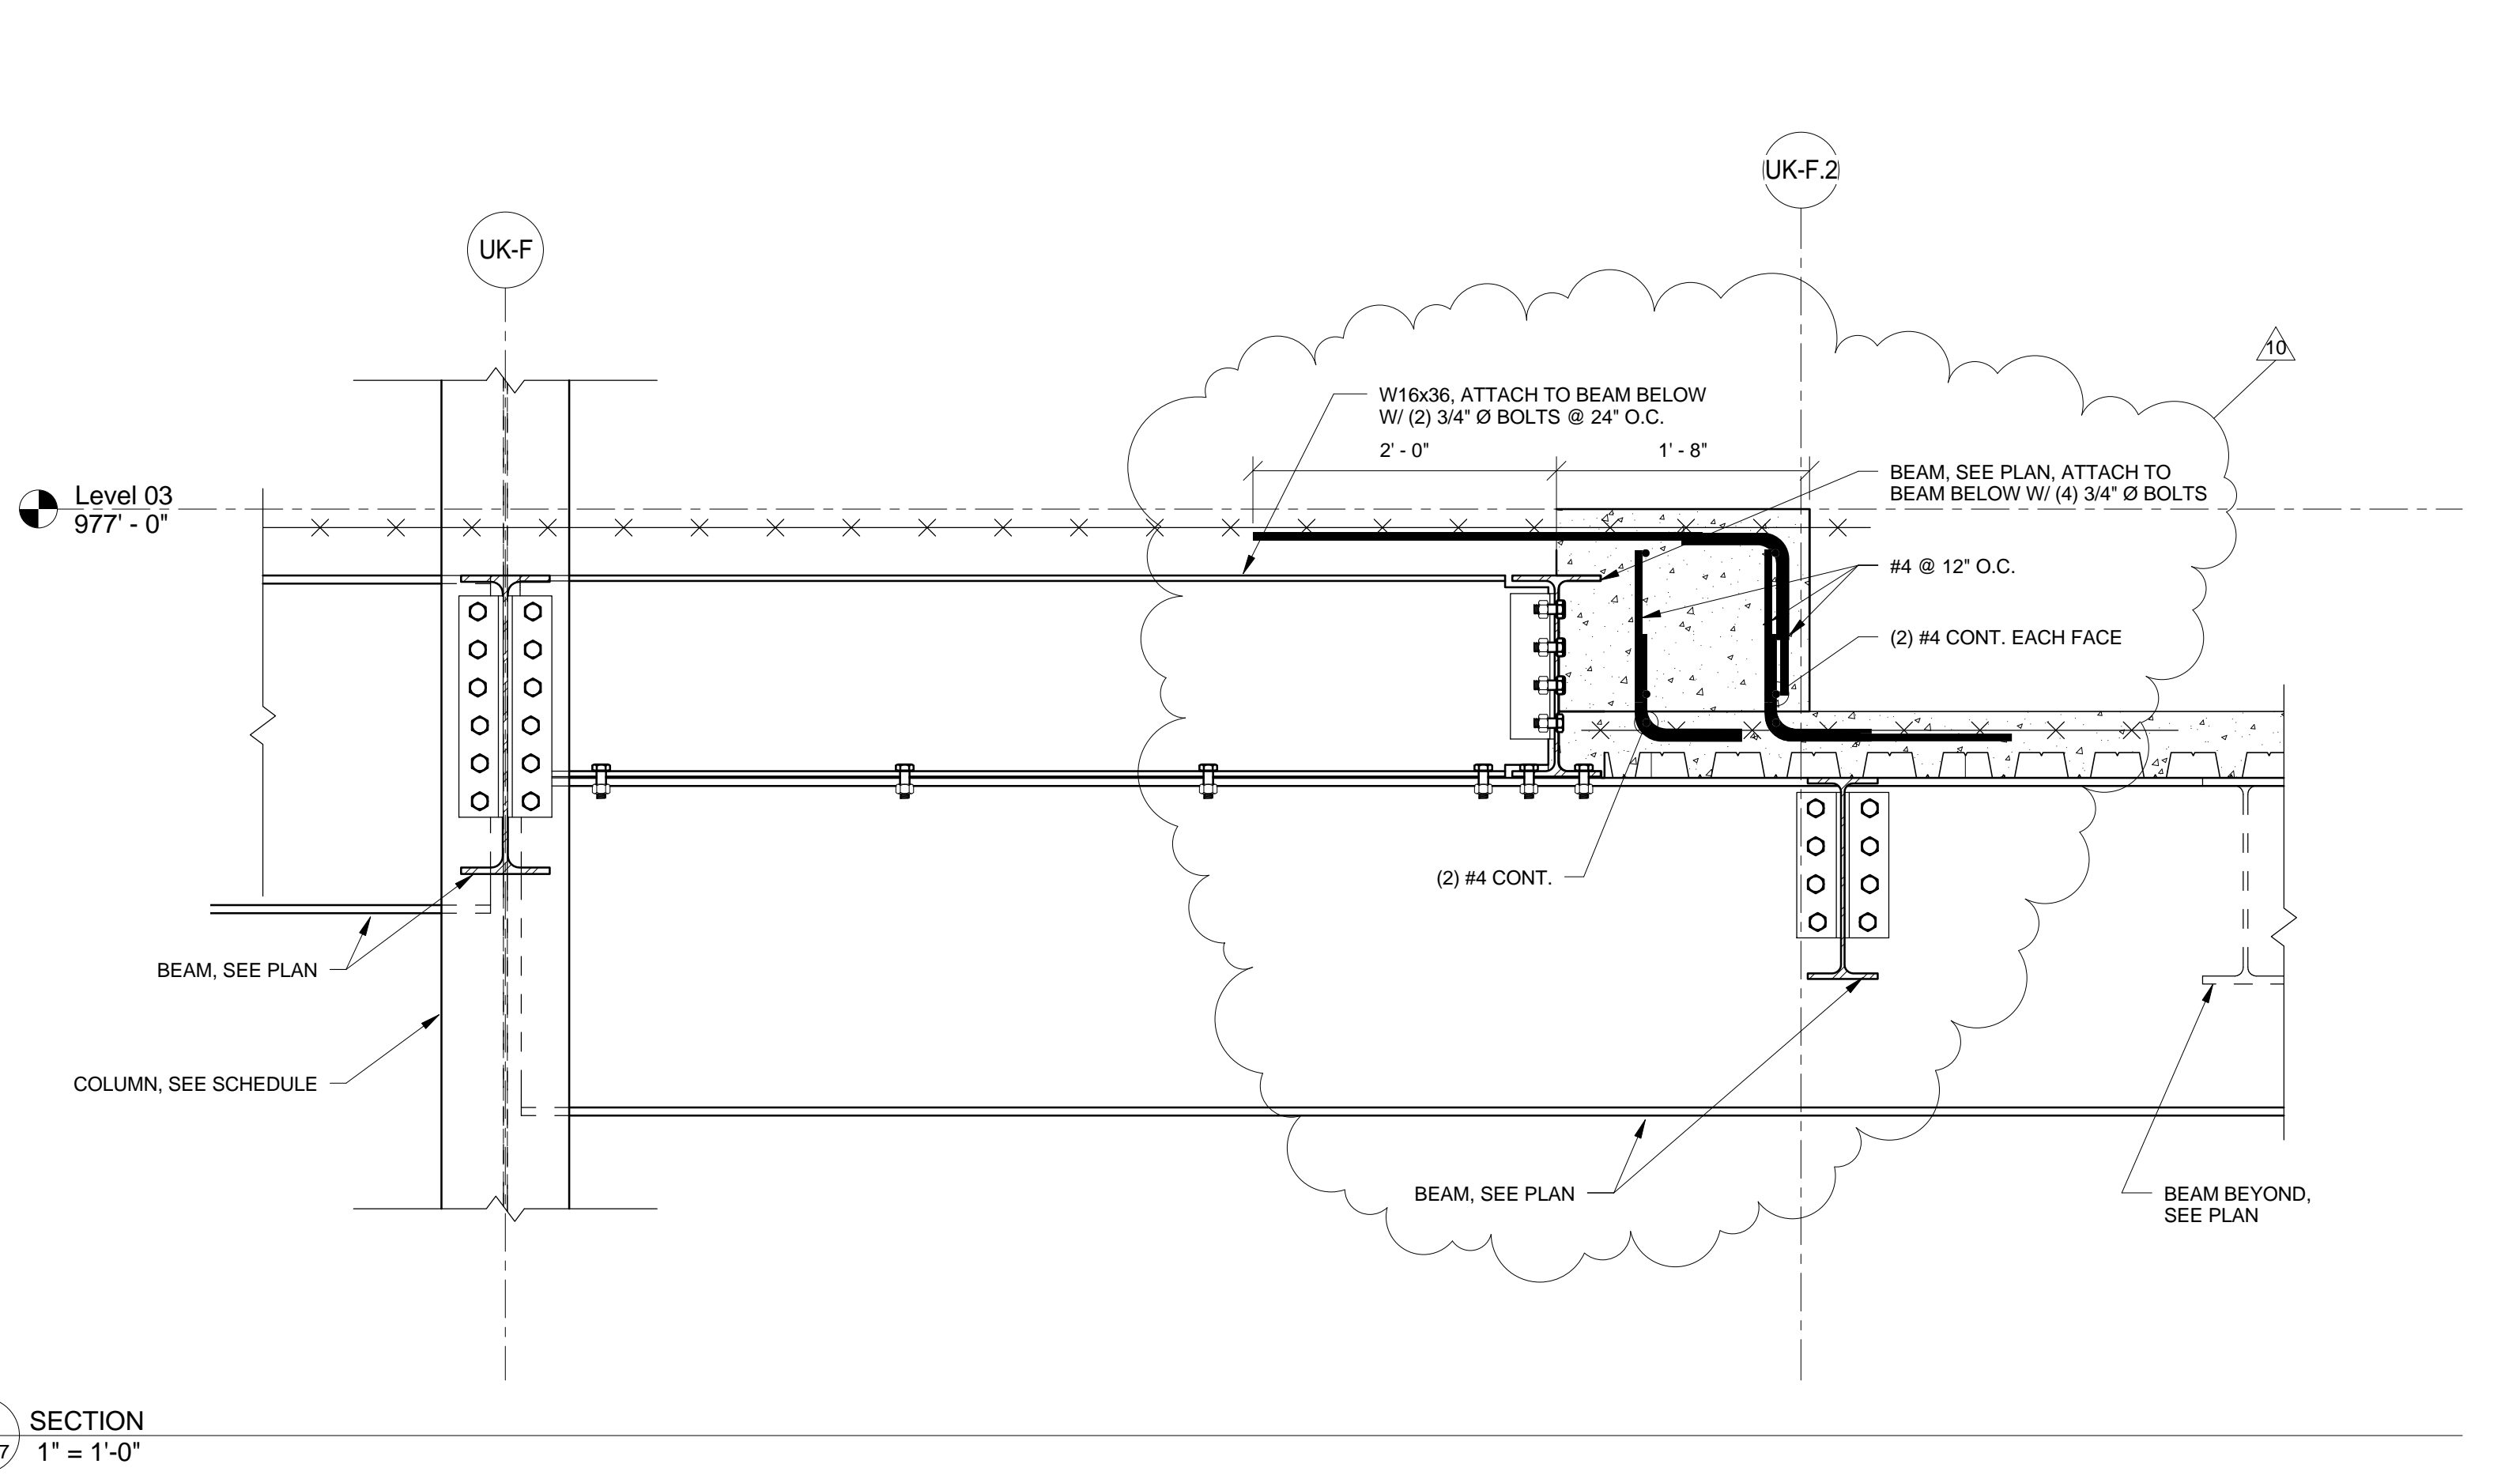 UK-F.2
UK-F
10
W16x36, ATTACH TO BEAM BELOW
W/ (2) 3/4" Ø BOLTS @ 24" O.C.
2' - 0"
1' - 8"
BEAM, SEE PLAN, ATTACH TO
BEAM BELOW W/ (4) 3/4" Ø BOLTS
Level 03
977' - 0"
#4 @ 12" O.C.
(2) #4 CONT. EACH FACE
(2) #4 CONT.
BEAM, SEE PLAN
COLUMN, SEE SCHEDULE
BEAM, SEE PLAN
BEAM BEYOND,
SEE PLAN
SECTION
7
1" = 1'-0"